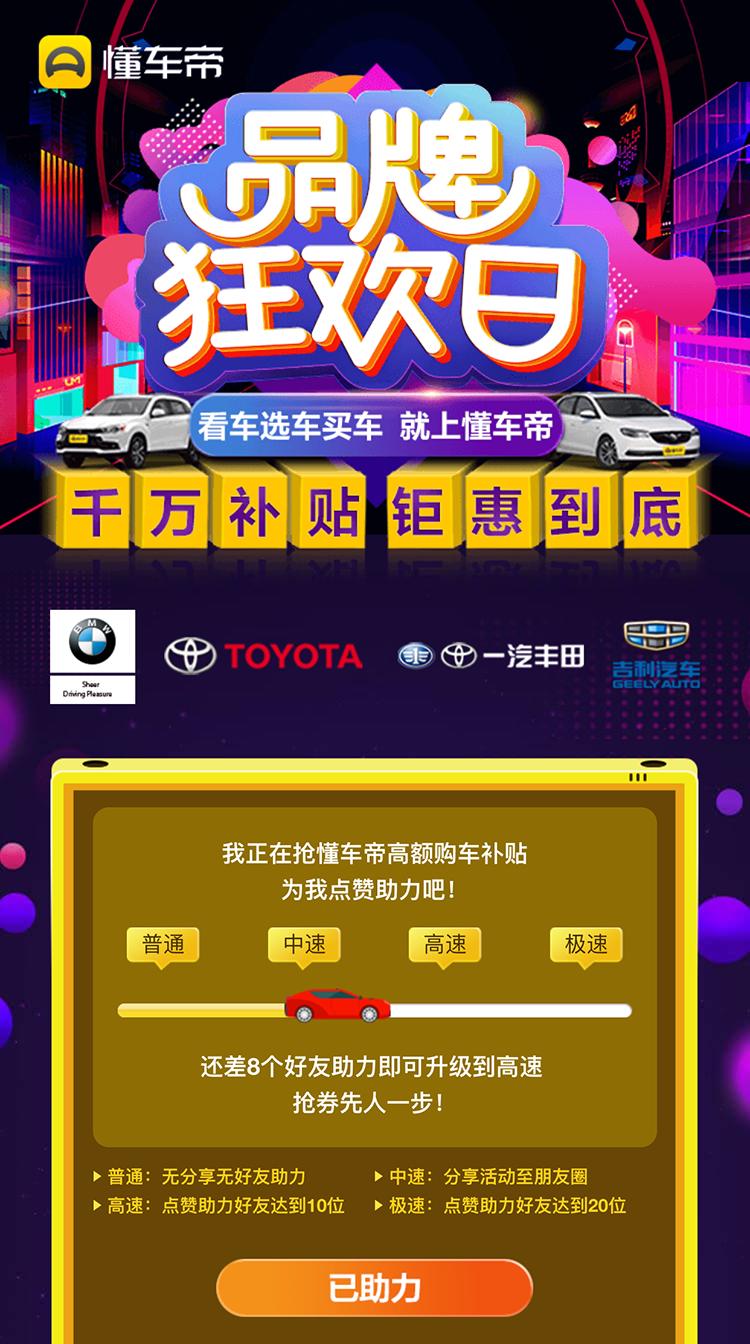 懂车帝
品牌
狂欢日
看车选车买车 就上懂车帝
千万补贴钜惠到底
BMW
Sheer
Driving Pleasure
TOYOTA
一汽丰田
吉利汽车
GEELY AUTO
我正在抢懂车帝高额购车补贴
为我点赞助力吧！
普通 中速 高速 极速
还差8个好友助力即可升级到高速
抢券先人一步！
普通：无分享无好友助力 中速：分享活动至朋友圈
高速：点赞助力好友达到10位 极速：点赞助力好友达到20位
已助力